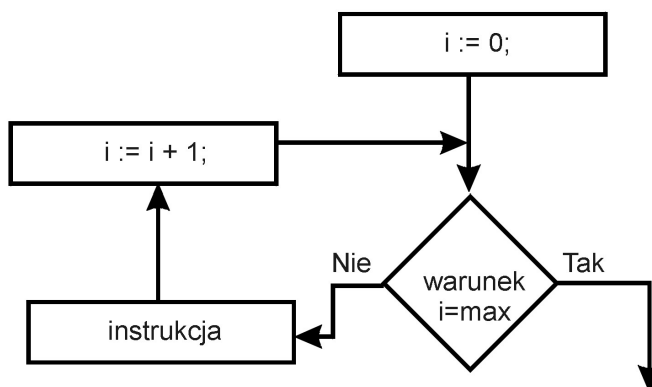 i := 0;
i := i + 1;
Nie
warunek
i=max
Tak
instrukcja